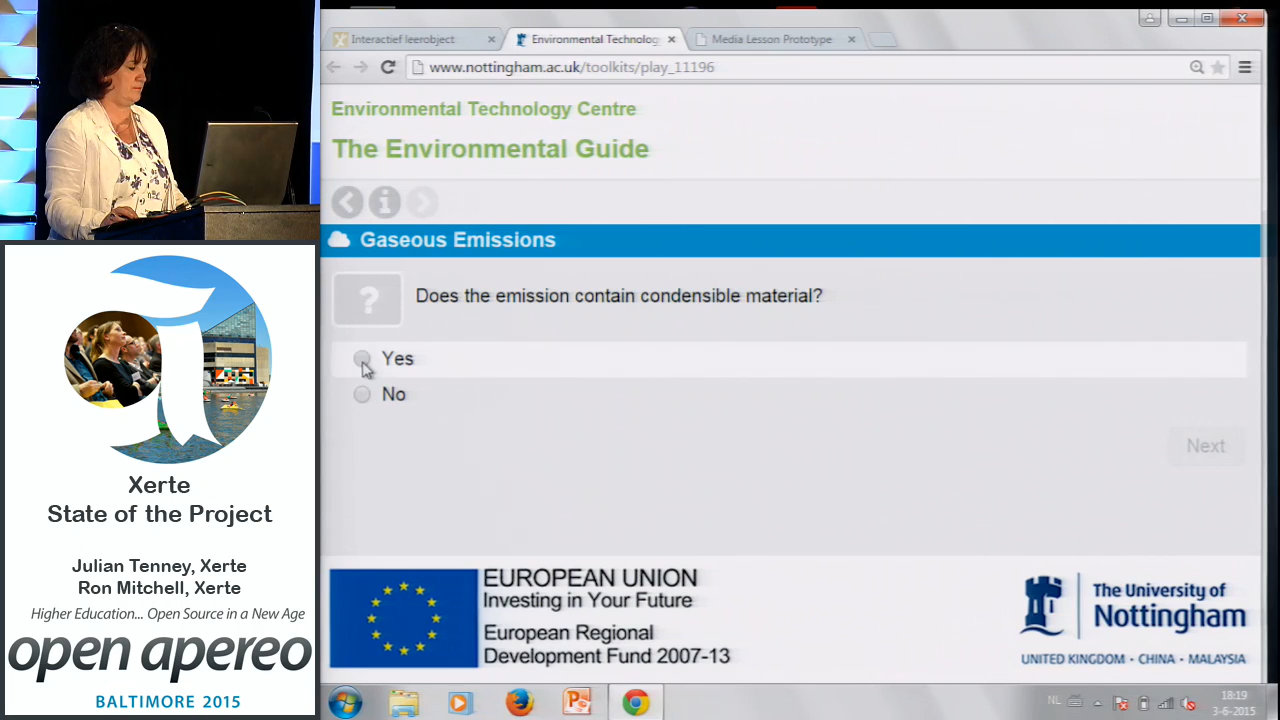 Interactief leerobject
Environmental Technolog
Media Lesson Prototype
www.nottingham.ac.uk/toolkits/play_11196
Environmental Technology Centre
The Environmental Guide
Gaseous Emissions
?
Does the emission contain condensible material?
Yes
No
Next
EUROPEAN UNION
Investing in Your Future
European Regional
Development Fund 2007-13
The University of
Nottingham
UNITED KINGDOM • CHINA • MALAYSIA
NL
18:19
3-6-2015
Xerte
State of the Project
Julian Tenney, Xerte
Ron Mitchell, Xerte
Higher Education... Open Source in a New Age
open apereo
BALTIMORE 2015